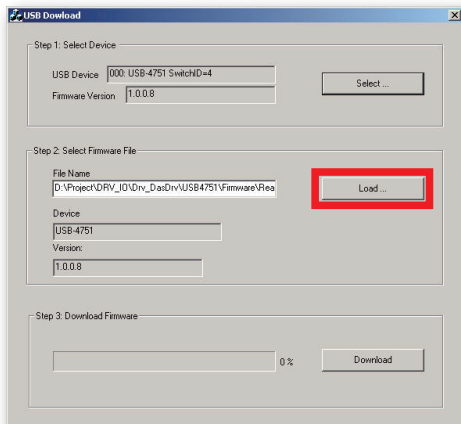 USB Dowload
Step 1: Select Device
USB Device 000: USB-4751 SwitchID=4
Select ...
Firmware Version 1.0.0.8
Step 2: Select Firmware File
File Name
D:\Project\DRV_IO\Drv_DasDrv\USB4751\Firmware\Rea
Load ...
Device
USB-4751
Version:
1.0.0.8
Step 3: Download Firmware
0 %
Download